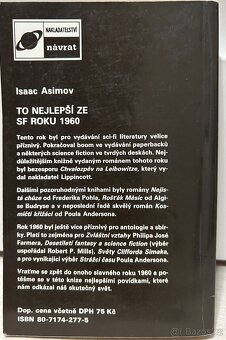 NAKLADATELSTVÍ
návrat
Isaac Asimov
TO NEJLEPŠÍ ZE
SF ROKU 1960
Tento rok byl pro vydávání sci-fi literatury velice
příznivý. Pokračoval boom ve vydávání paperbacků
a některých science fiction ve tvrdých deskách. Nej-
důležitějším knižně vydaným románem tohoto roku
byl bezesporu Chvalozpěv na Leibowitze, který vy-
dal nakladatel Lippincott.
Dalšími pozoruhodnými knihami byly romány Nejis-
tá chůze od Frederika Pohla, Rošťák Měsíc od Algi-
se Budryse a v neposlední řadě skvělý román Kos-
mičtí křižáci od Poula Andersona.
Rok 1960 byl ještě více příznivý pro antologie a sbír-
ky. Platí to zejména pro Zvláštní vztahy Philipa José
Farmera, Desetiletí fantasy a science fiction (výběr
uspořádal Robert P. Mills), Světy Clifforda Simaka,
a pro vynikající výběr Strážci času Poula Andersona.
Vraťme se zpět do onoho slavného roku 1960 a po-
těšme se v této knize nejlepšími povídkami, které
nám odkázal náš skutečný svět.
Dop. cena včetně DPH 75 Kč
ISBN 80-7174-277-5